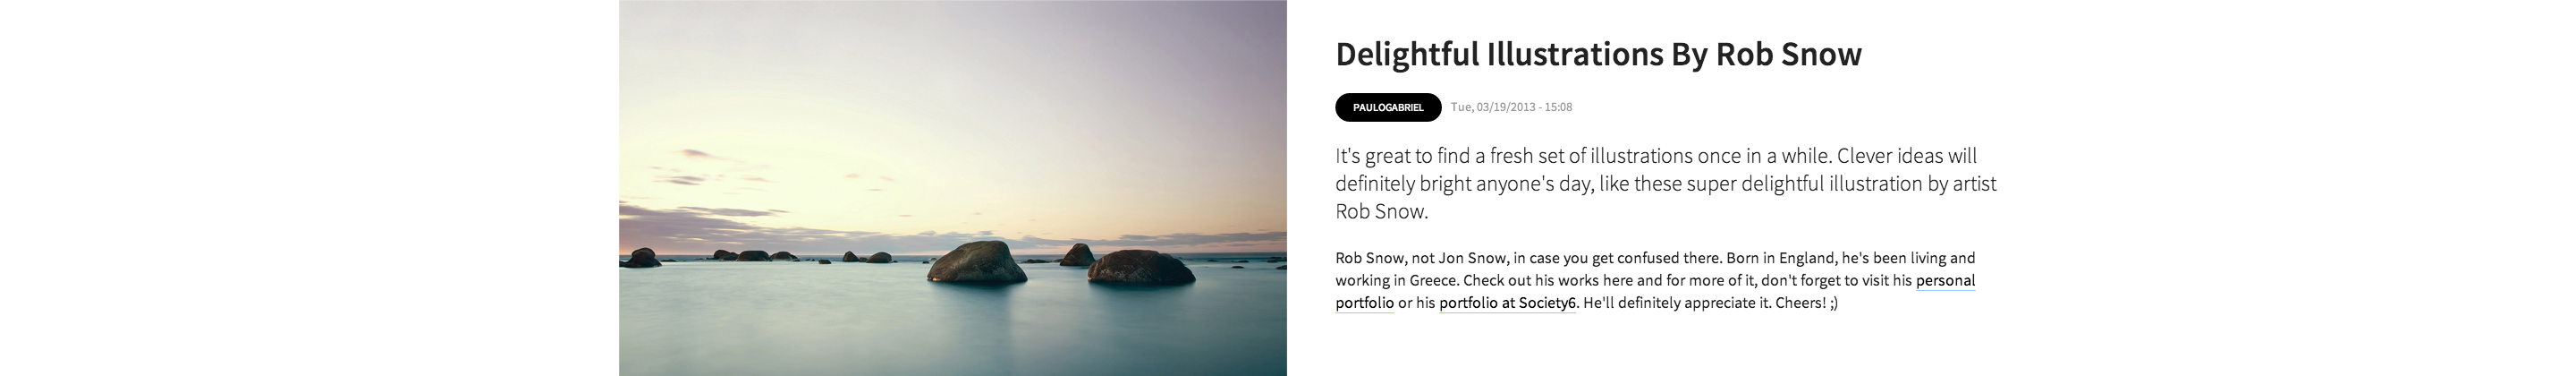 Delightful Illustrations By Rob Snow
PAULOGABRIEL Tue, 03/19/2013 - 15:08
It's great to find a fresh set of illustrations once in a while. Clever ideas will
definitely bright anyone's day, like these super delightful illustration by artist
Rob Snow.
Rob Snow, not Jon Snow, in case you get confused there. Born in England, he's been living and
working in Greece. Check out his works here and for more of it, don't forget to visit his personal
portfolio or his portfolio at Society6. He'll definitely appreciate it. Cheers! ;)